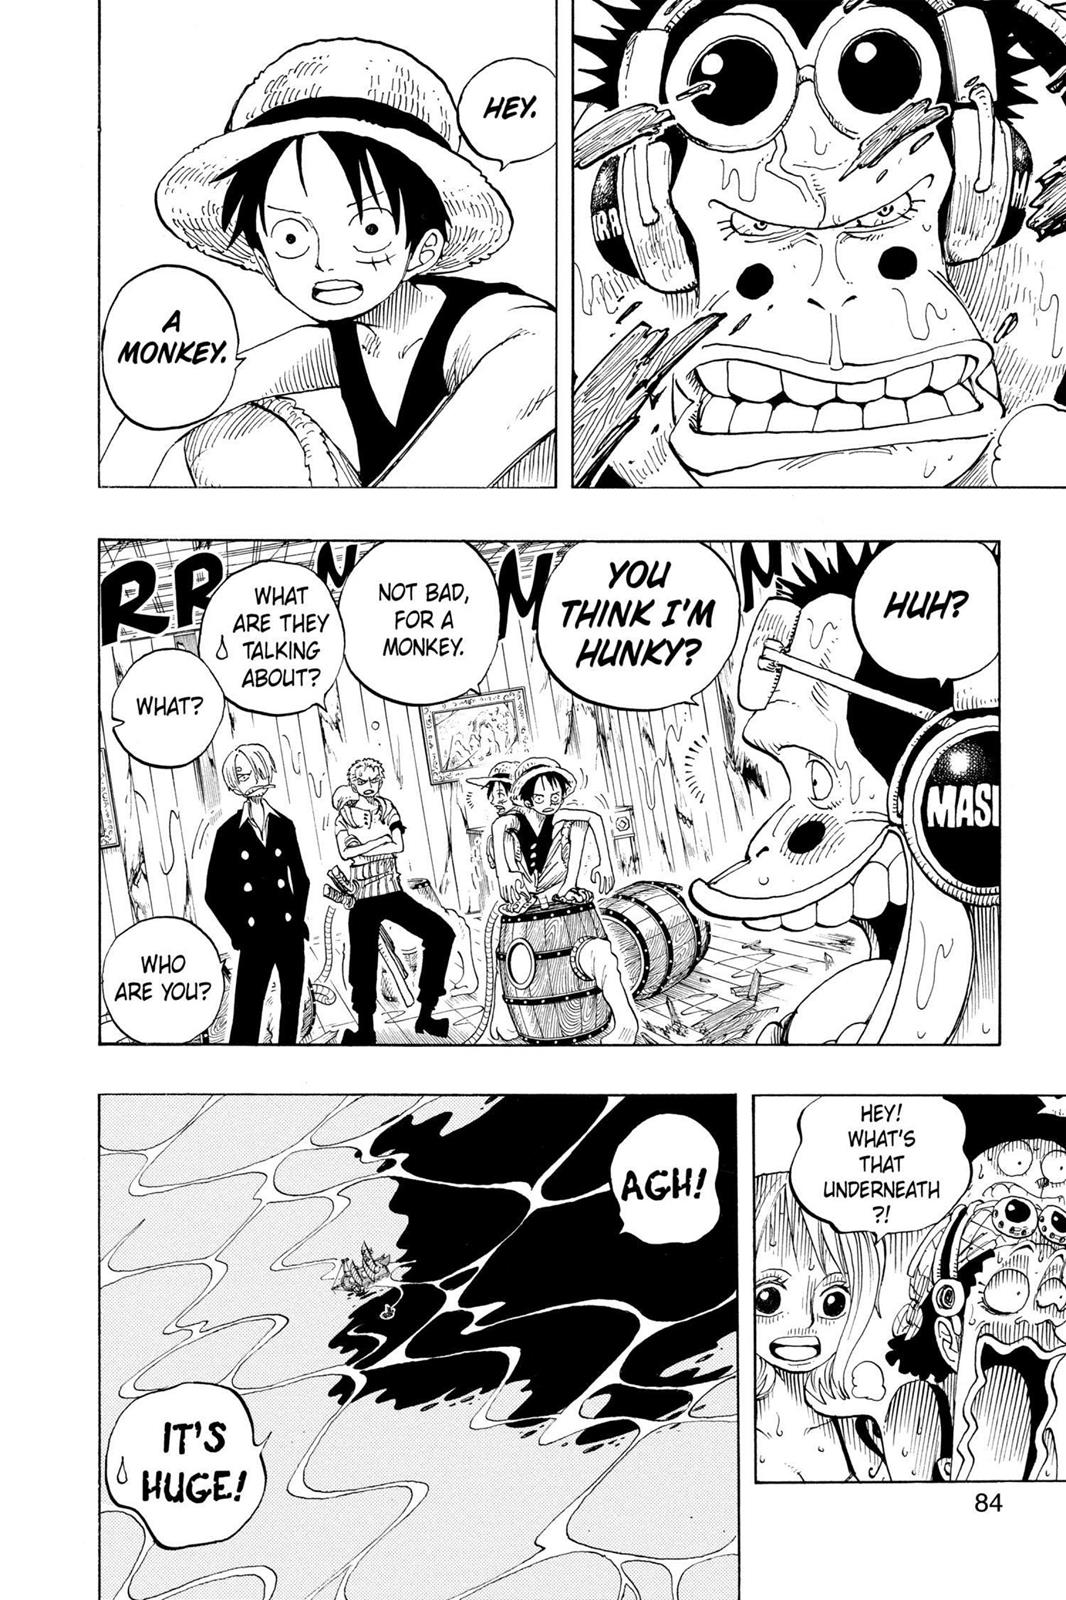 HEY.
A
MONKEY.
HUH?
YOU
THINK I'M
HUNKY?
NOT BAD,
FOR A
MONKEY.
WHAT
ARE THEY
TALKING
ABOUT?
WHAT?
WHO
ARE YOU?
MASI
HEY!
WHAT'S
THAT
UNDERNEATH
?!
AGH!
IT'S
HUGE!
84